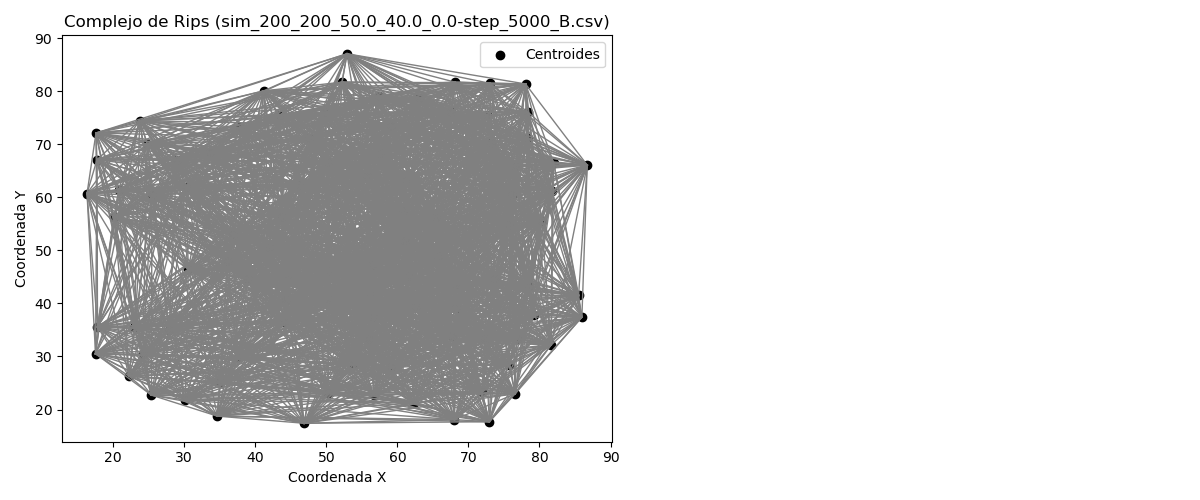 Complejo de Rips (sim_200_200_50.0_40.0_0.0-step_5000_B.csv)
Centroides
90
80
70
60
50
40
30
20
Coordenada Y
20 30 40 50 60 70 80 90
Coordenada X